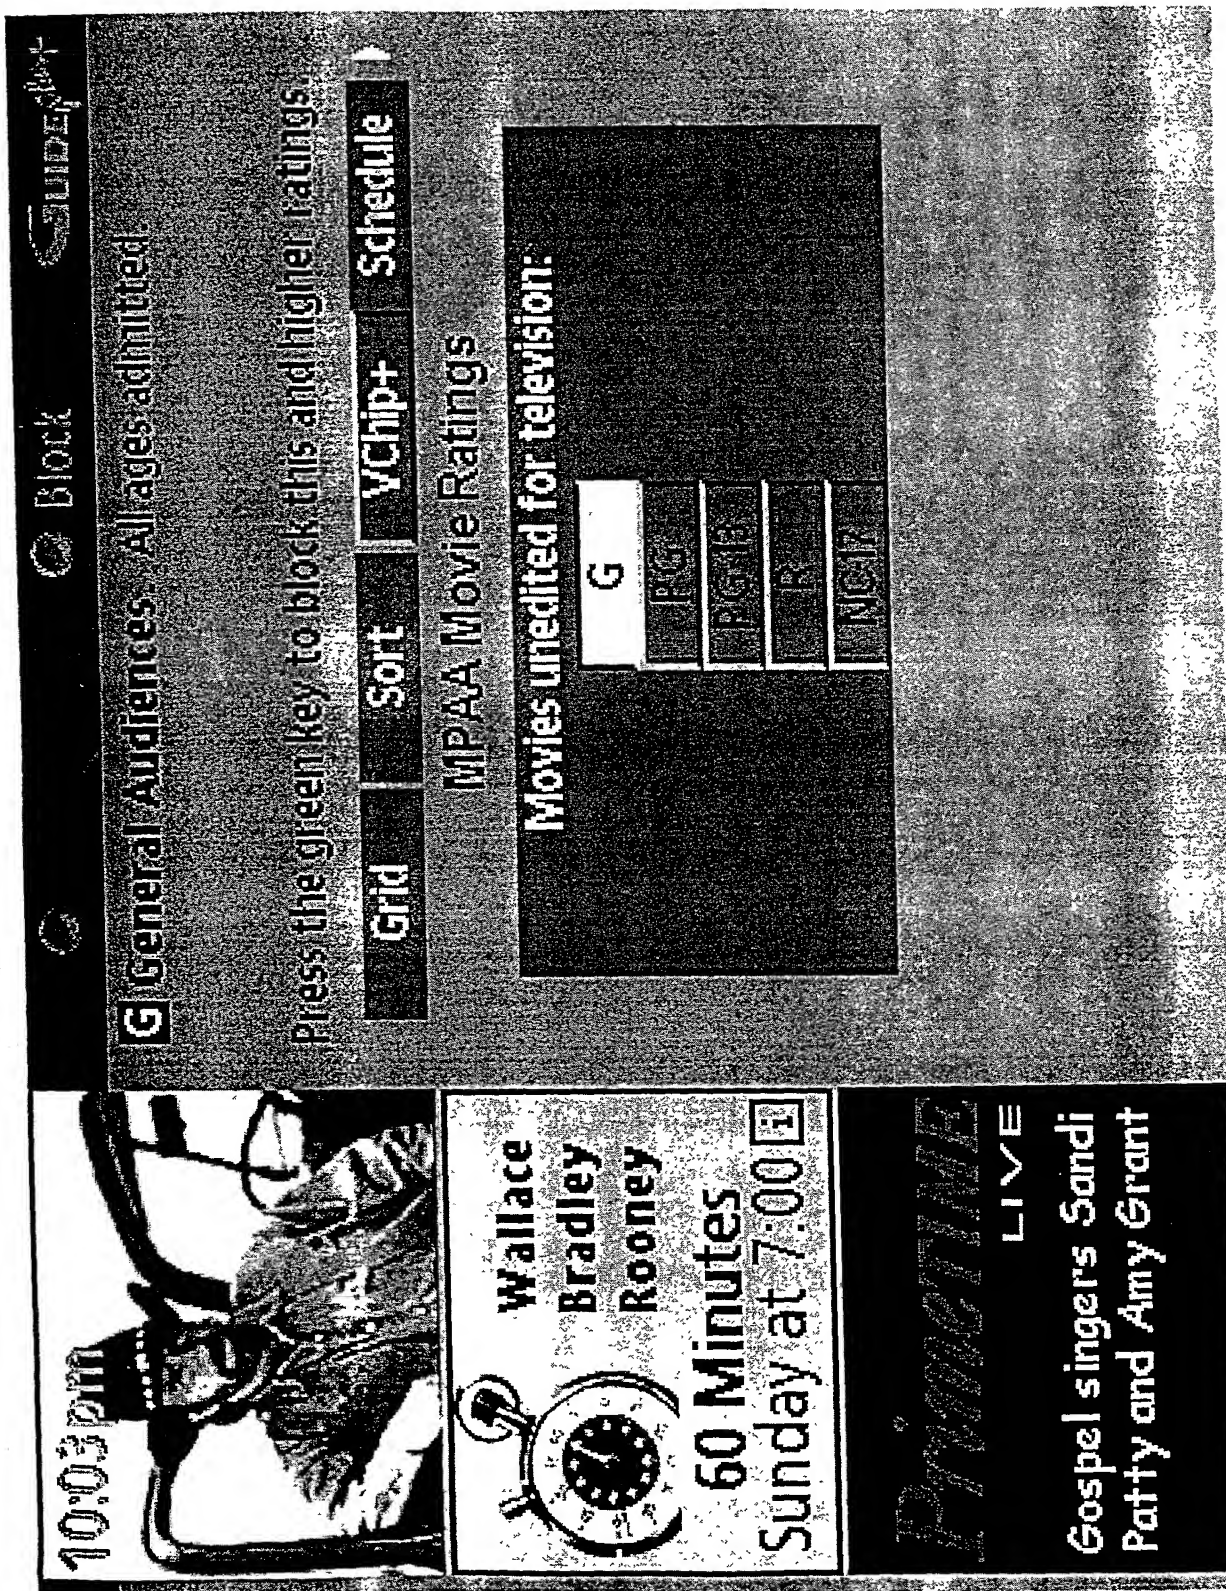 10:03pm
Block
GUIDE Plus+
G General Audiences. All ages admitted.
Press the green key to block this and higher ratings.
Grid
Sort
VChip+
Schedule
MPAA Movie Ratings
Movies unedited for television:
G
PG
PG-13
R
NC-17
Wallace
Bradley
Rooney
60 Minutes
Sunday at 7:00 i
PrimeTIME
LIVE
Gospel singers Sandi
Patty and Amy Grant